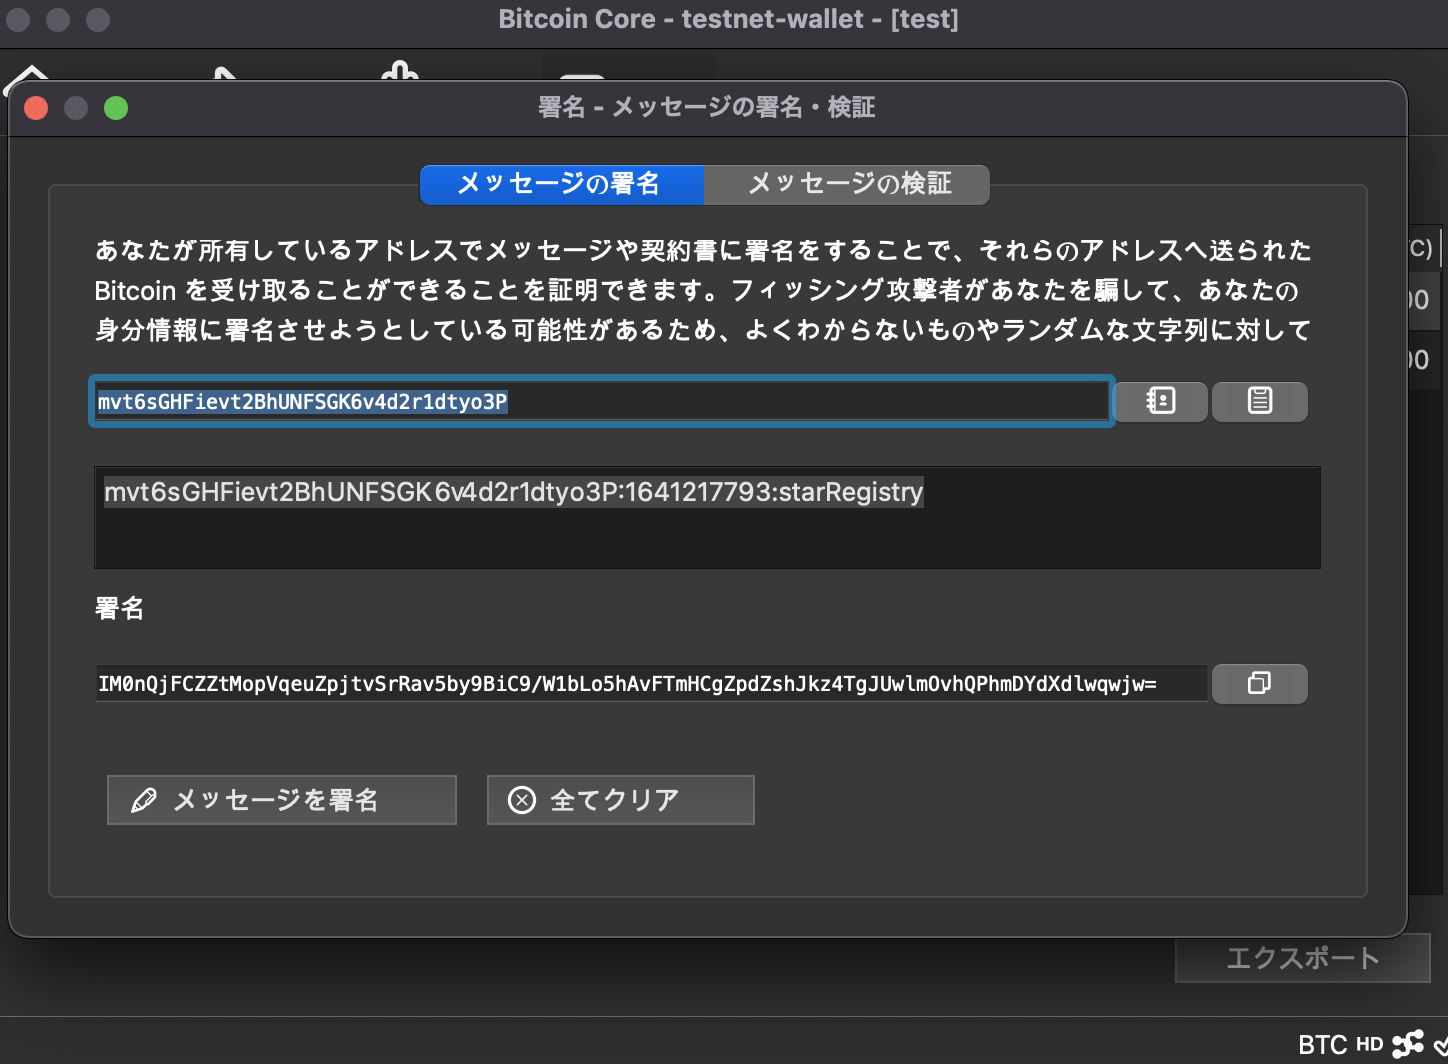 Bitcoin Core - testnet-wallet - [test]
署名 - メッセージの署名・検証
メッセージの署名 メッセージの検証
あなたが所有しているアドレスでメッセージや契約書に署名をすることで、それらのアドレスへ送られた
Bitcoin を受け取ることができることを証明できます。フィッシング攻撃者があなたを騙して、あなたの
身分情報に署名させようとしている可能性があるため、よくわからないものやランダムな文字列に対して
mvt6sGHFievt2BhUNFSGK6v4d2r1dtyo3P
mvt6sGHFievt2BhUNFSGK6v4d2r1dtyo3P:1641217793:starRegistry
署名
IM0nQjFCZZtMopVqeuZpjtvSrRav5by9BiC9/W1bLo5hAvFTmHCgZpdZshJkz4TgJUwlmOvhQPhmDYdXdlwqwjw=
メッセージを署名 全てクリア
エクスポート
BTC HD